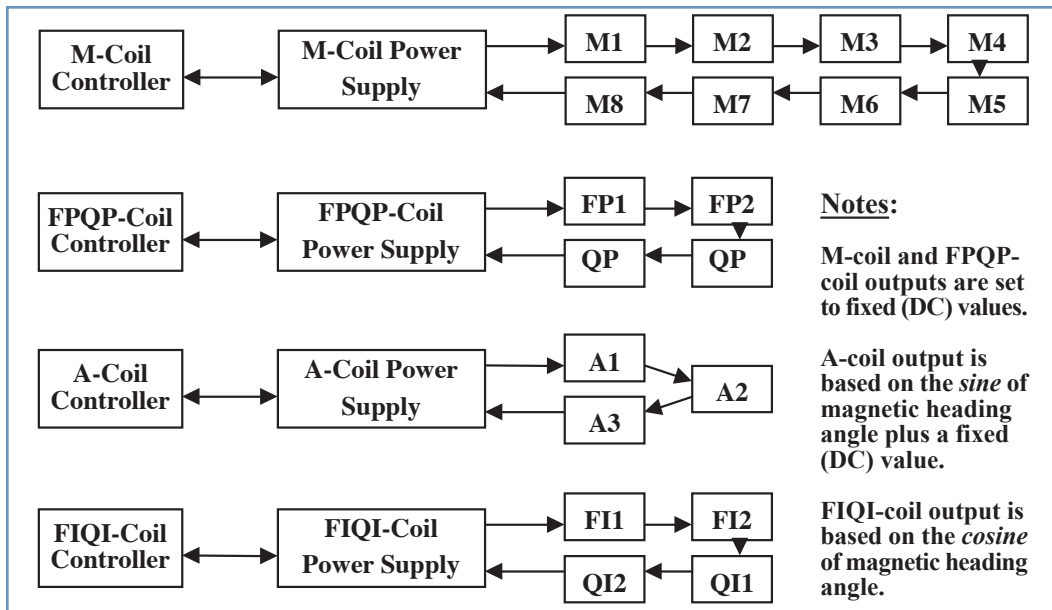 M-Coil
Controller
M-Coil Power
Supply
M1
M2
M3
M4
M8
M7
M6
M5
FPQP-Coil
Controller
FPQP-Coil
Power Supply
FP1
FP2
QP
QP
A-Coil
Controller
A-Coil Power
Supply
A1
A2
A3
FIQI-Coil
Controller
FIQI-Coil
Power Supply
FI1
FI2
QI2
QI1
Notes:
M-coil and FPQP-
coil outputs are set
to fixed (DC) values.
A-coil output is
based on the sine of
magnetic heading
angle plus a fixed
(DC) value.
FIQI-coil output is
based on the cosine
of magnetic heading
angle.